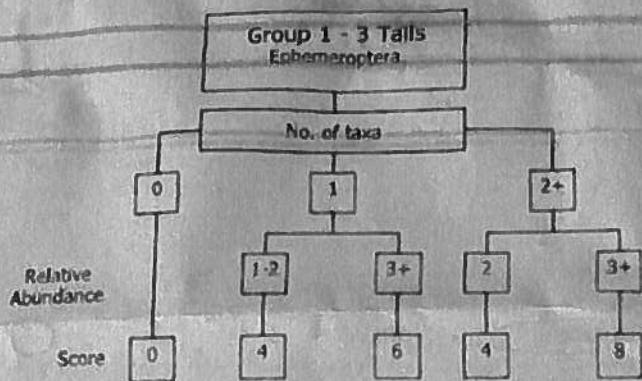 Group 1 - 3 Tails
Ephemeroptera
No. of taxa
0 1 2+
Relative
Abundance
1-2 3+ 2 3+
Score 0 4 6 4 8